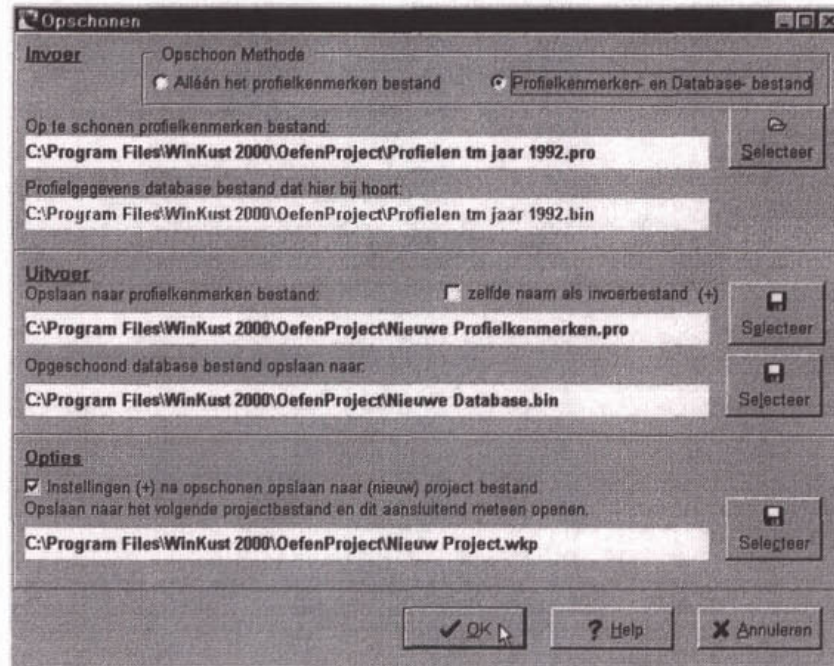 Opschonen
Invoer
Opschoon Methode
Alléén het profielkenmerken bestand
Profielkenmerken- en Database- bestand
Op te schonen profielkenmerken bestand:
C:\Program Files\WinKust 2000\OefenProject\Profielen tm jaar 1992.pro
Selecteer
Profielgegevens database bestand dat hier bij hoort:
C:\Program Files\WinKust 2000\OefenProject\Profielen tm jaar 1992.bin
Uitvoer
Opslaan naar profielkenmerken bestand:
zelfde naam als invoerbestand (+)
C:\Program Files\WinKust 2000\OefenProject\Nieuwe Profielkenmerken.pro
Selecteer
Opgeschoond database bestand opslaan naar:
C:\Program Files\WinKust 2000\OefenProject\Nieuwe Database.bin
Selecteer
Opties
Instellingen (+) na opschonen opslaan naar (nieuw) project bestand
Opslaan naar het volgende projectbestand en dit aansluitend meteen openen.
C:\Program Files\WinKust 2000\OefenProject\Nieuw Project.wkp
Selecteer
OK
? Help
Annuleren